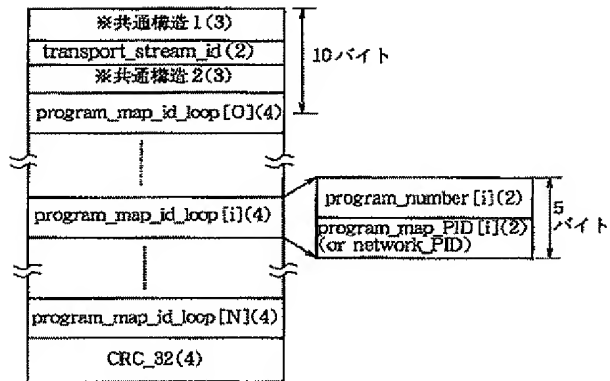 ※共通構造1(3)
transport_stream_id(2)
※共通構造2(3)
program_map_id_loop[0](4)
10バイト
program_map_id_loop[i](4)
program_number[i](2)
program_map_PID[i](2)
(or network_PID)
5
バイト
program_map_id_loop[N](4)
CRC_32(4)